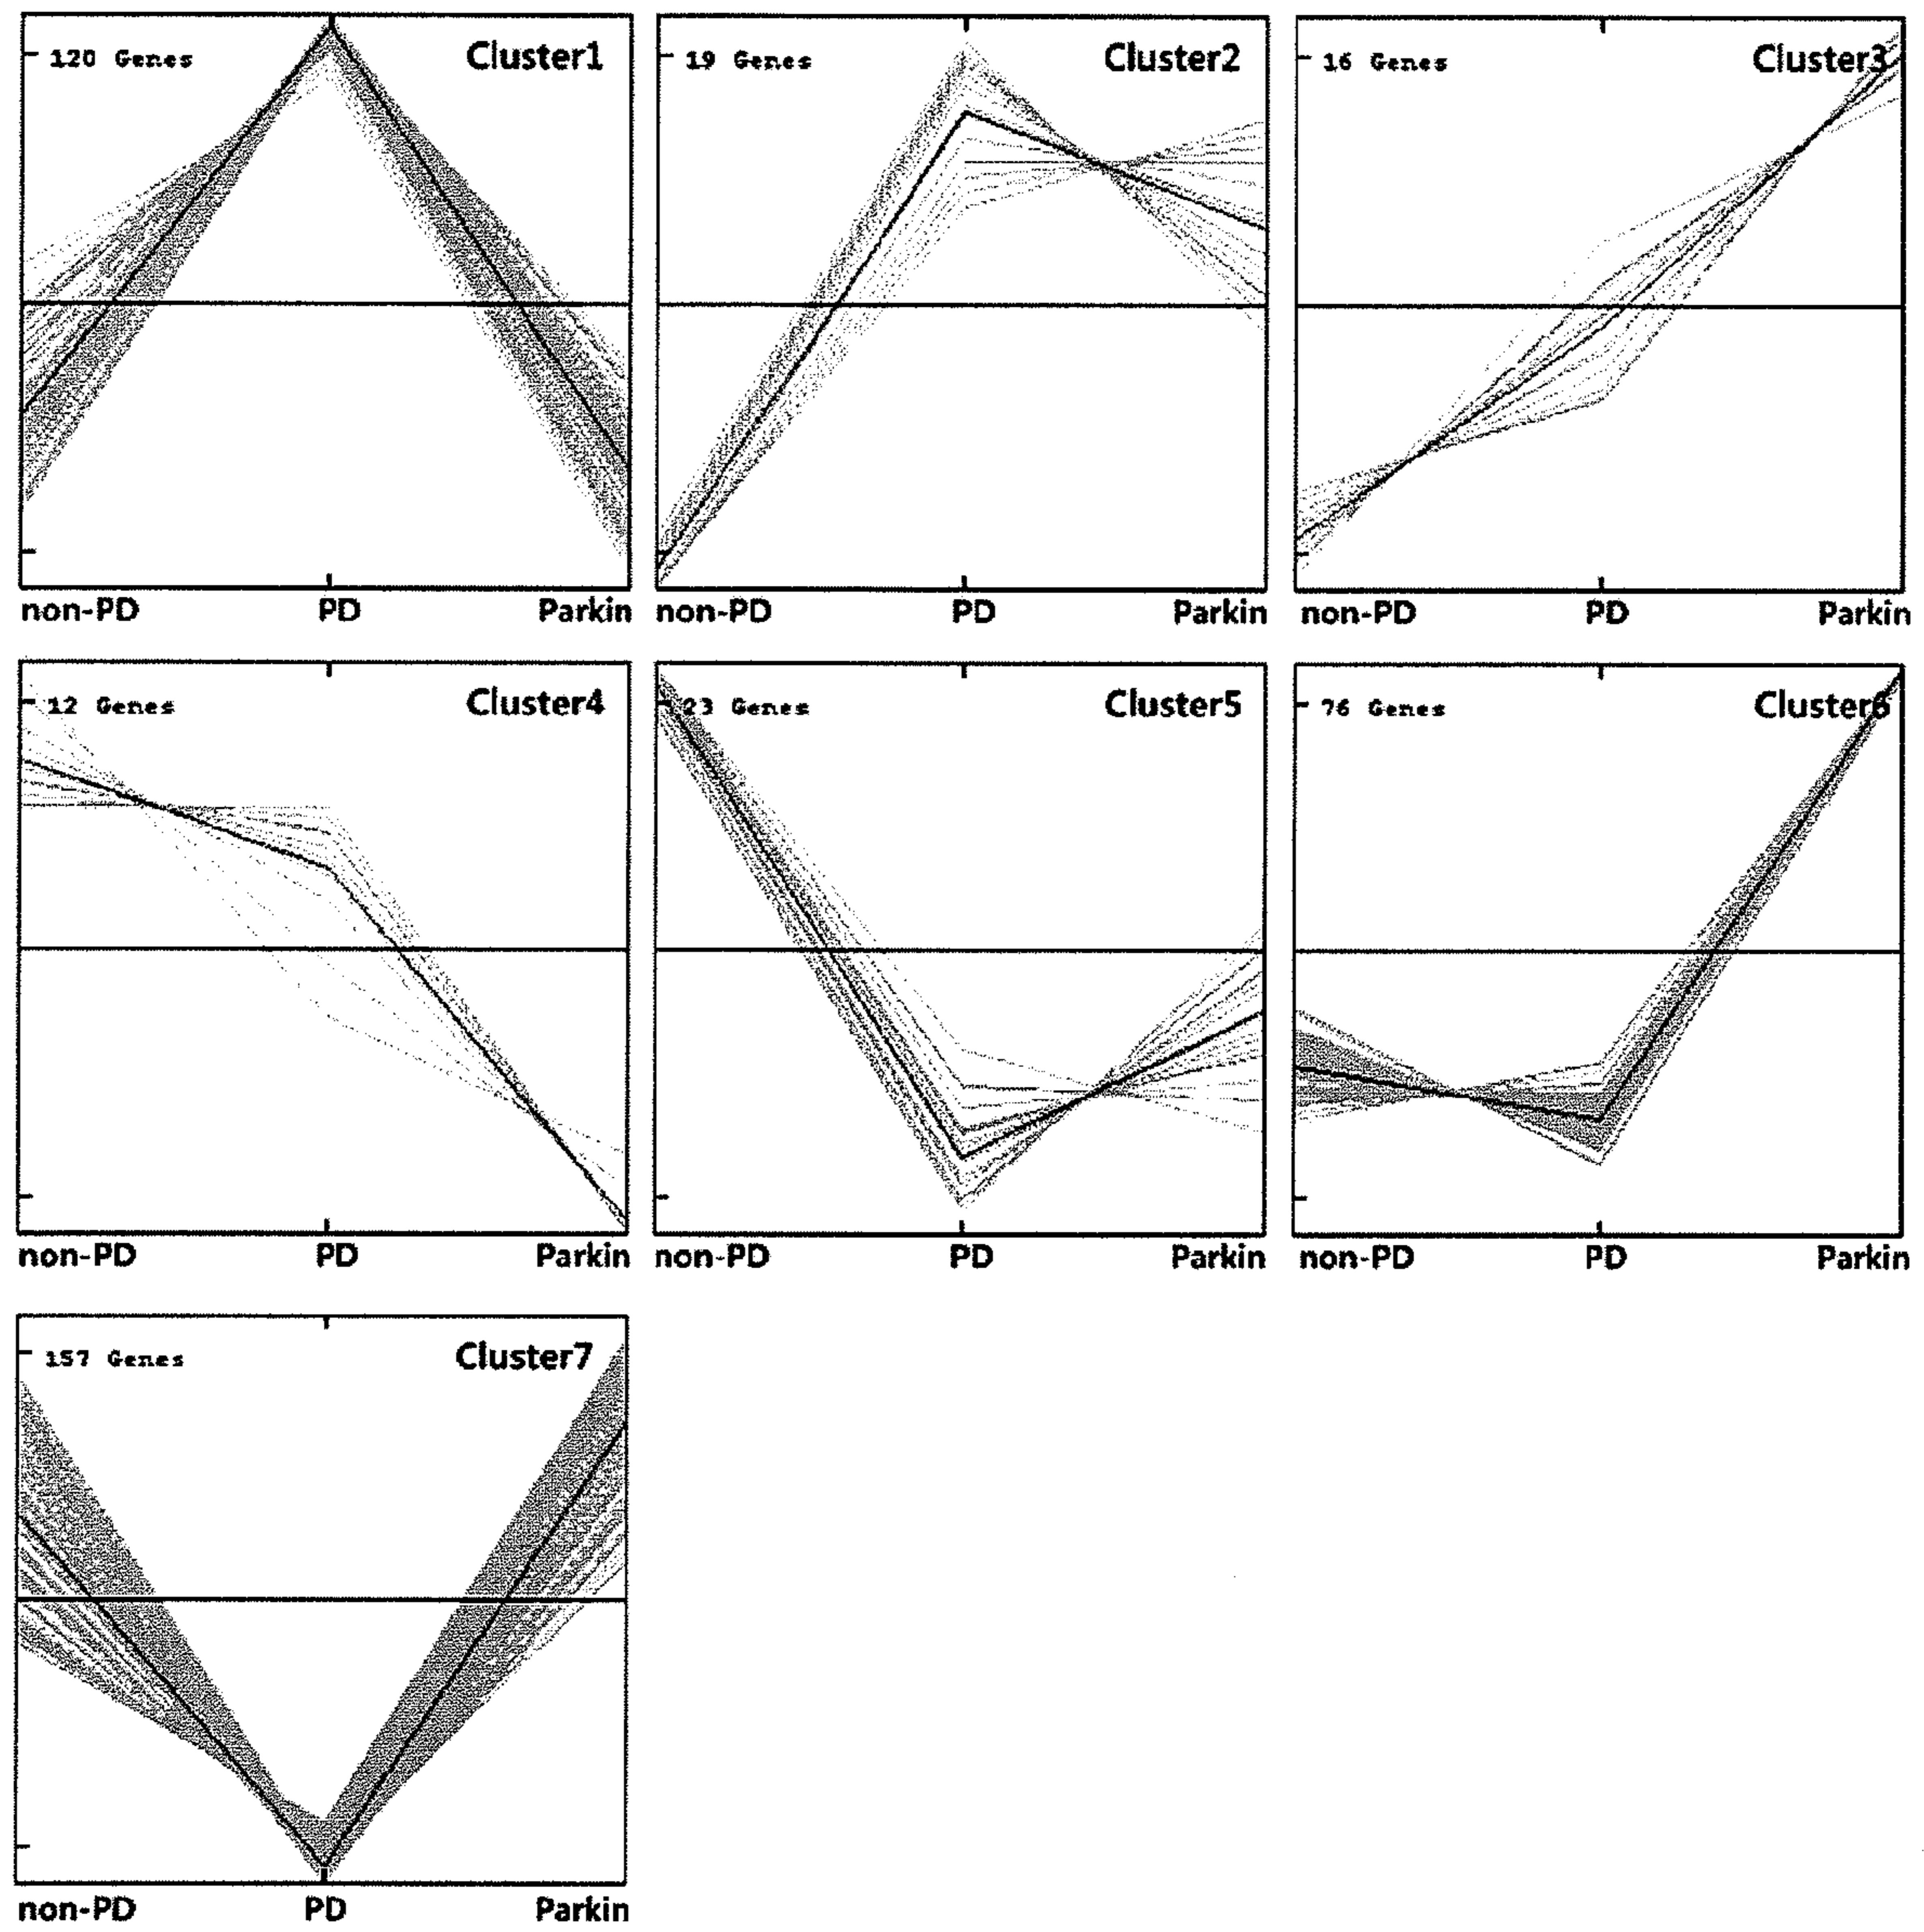 120 Genes Cluster1
non-PD PD Parkin
19 Genes Cluster2
non-PD PD Parkin
16 Genes Cluster3
non-PD PD Parkin
12 Genes Cluster4
non-PD PD Parkin
23 Genes Cluster5
non-PD PD Parkin
76 Genes Cluster6
non-PD PD Parkin
157 Genes Cluster7
non-PD PD Parkin